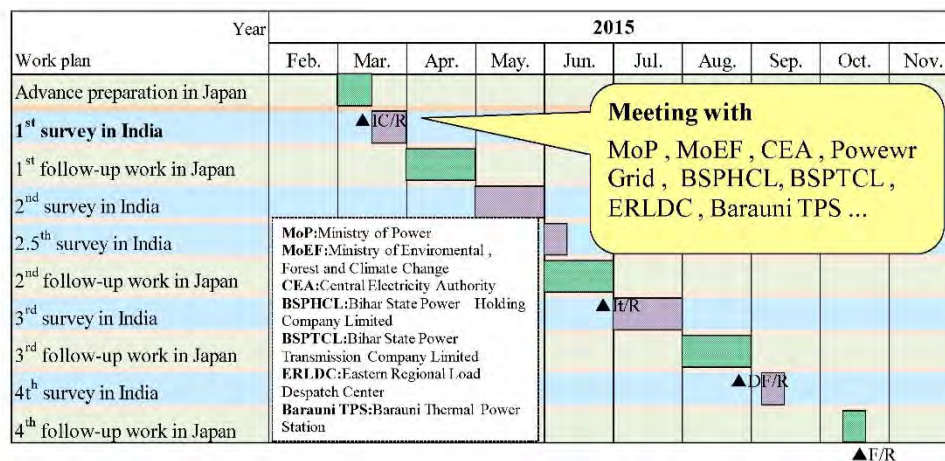 Year 2015
Work plan Feb. Mar. Apr. May. Jun. Jul. Aug. Sep. Oct. Nov.
Advance preparation in Japan
1st survey in India ▲IC/R
1st follow-up work in Japan
2nd survey in India
2.5th survey in India
2nd follow-up work in Japan
3rd survey in India ▲It/R
3rd follow-up work in Japan
4th survey in India ▲DF/R
4th follow-up work in Japan
▲F/R
Meeting with
MoP , MoEF , CEA , Powewr
Grid , BSPHCL, BSPTCL ,
ERLDC , Barauni TPS ...
MoP:Ministry of Power
MoEF:Ministry of Enviromental ,
Forest and Climate Change
CEA:Central Electricity Authority
BSPHCL:Bihar State Power Holding
Company Limited
BSPTCL:Bihar State Power
Transmission Company Limited
ERLDC:Eastern Regional Load
Despatch Center
Barauni TPS:Barauni Thermal Power
Station